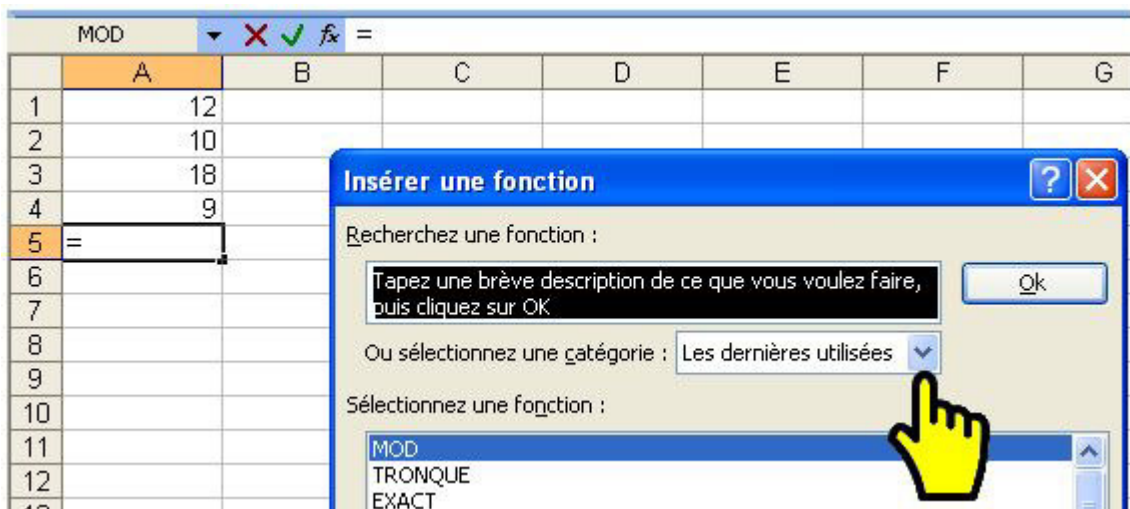 MOD fx =
A B C D E F G
1 12
2 10
3 18
4 9
5 =
6
7
8
9
10
11
12
Insérer une fonction
Recherchez une fonction :
Tapez une brève description de ce que vous voulez faire,
puis cliquez sur OK
Ok
Ou sélectionnez une catégorie : Les dernières utilisées
Sélectionnez une fonction :
MOD
TRONQUE
EXACT